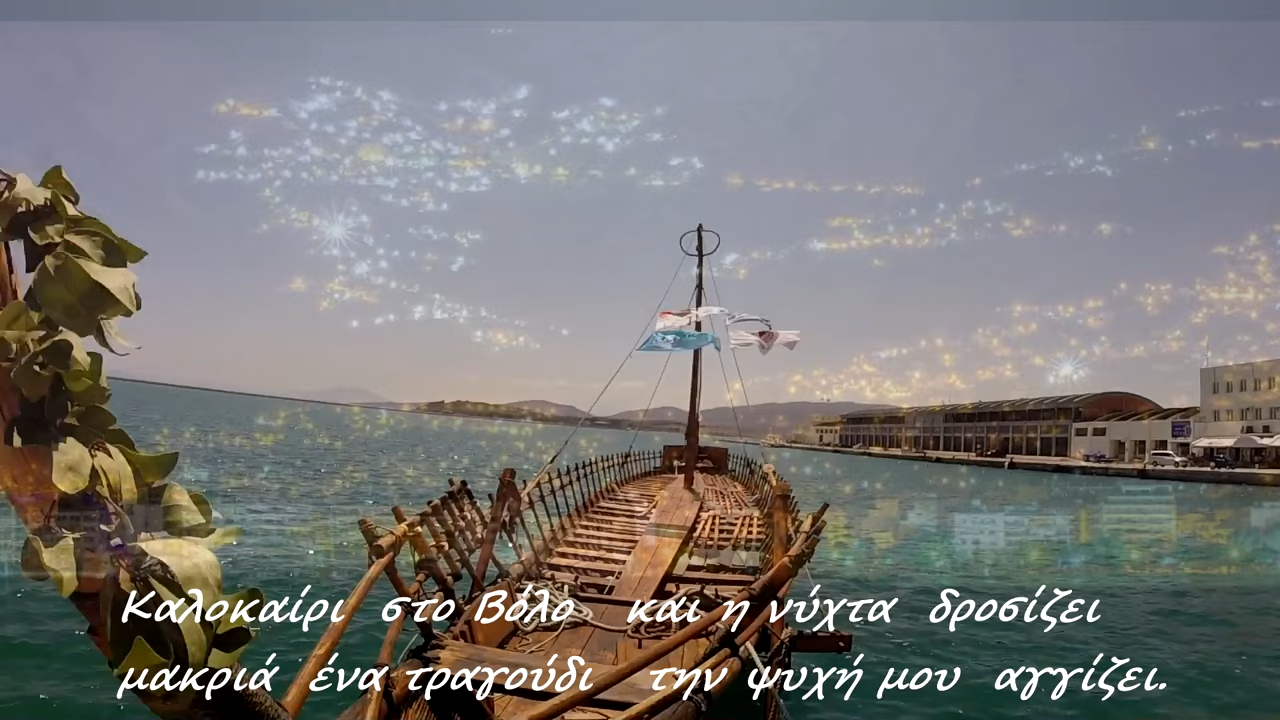 Καλοκαίρι στο Βόλο και η νύχτα δροσίζει
μακριά ένα τραγούδι την ψυχή μου αγγίζει.